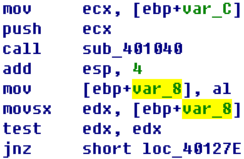 mov ecx, [ebp+var_C]
push ecx
call sub_401040
add esp, 4
mov [ebp+var_8], al
movsx edx, [ebp+var_8]
test edx, edx
jnz short loc_40127E